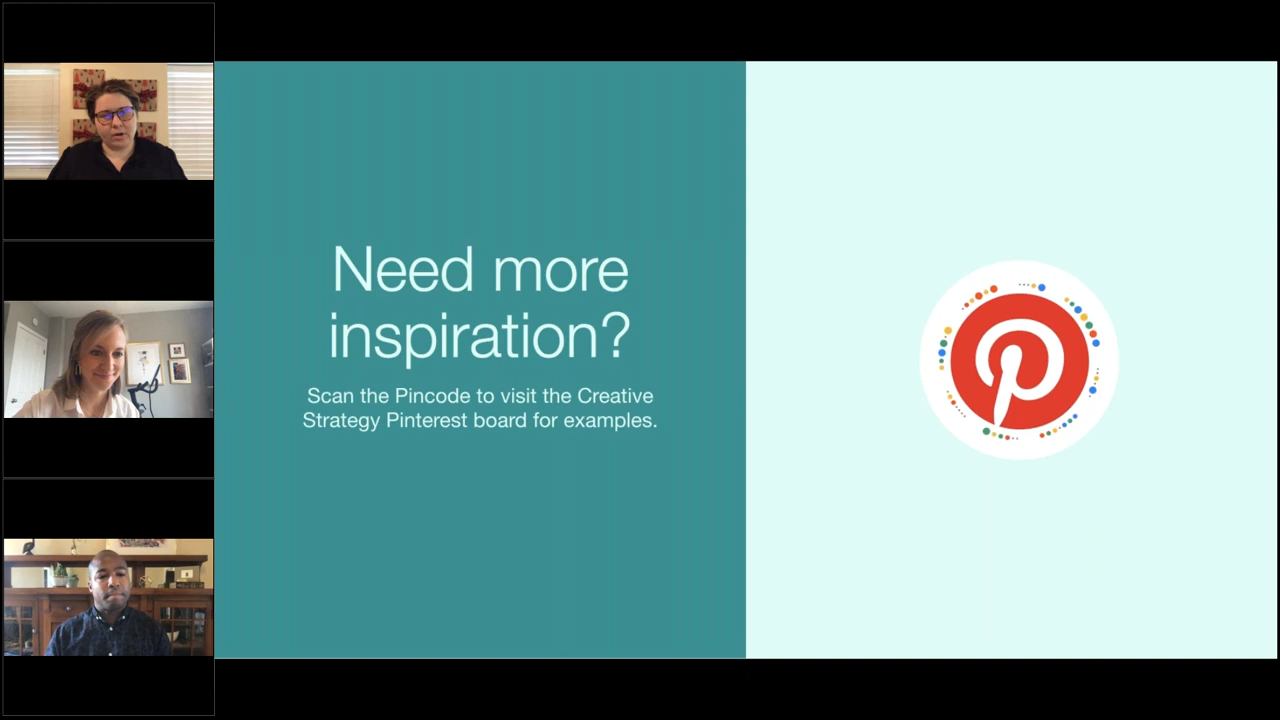 Need more
inspiration?
Scan the Pincode to visit the Creative
Strategy Pinterest board for examples.